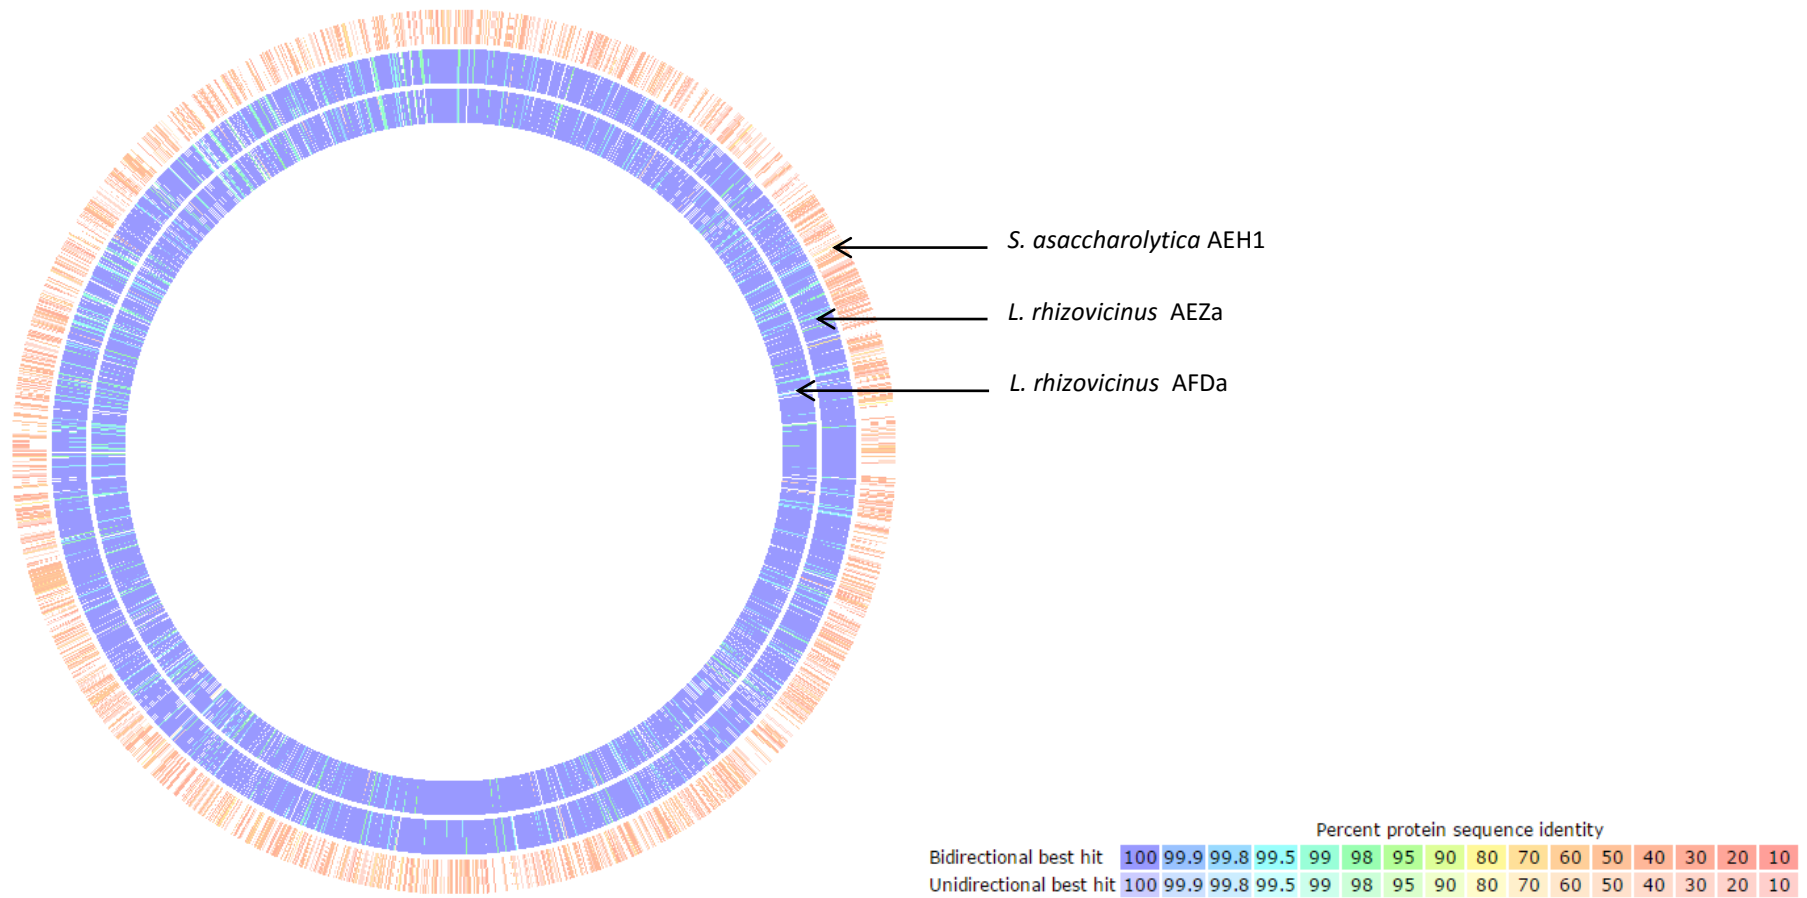 S. asaccharolytica AEH1
L. rhizovicinus AEZa
L. rhizovicinus AFDa
Percent protein sequence identity
Bidirectional best hit 100 99.9 99.8 99.5 99 98 95 90 80 70 60 50 40 30 20 10
Unidirectional best hit 100 99.9 99.8 99.5 99 98 95 90 80 70 60 50 40 30 20 10